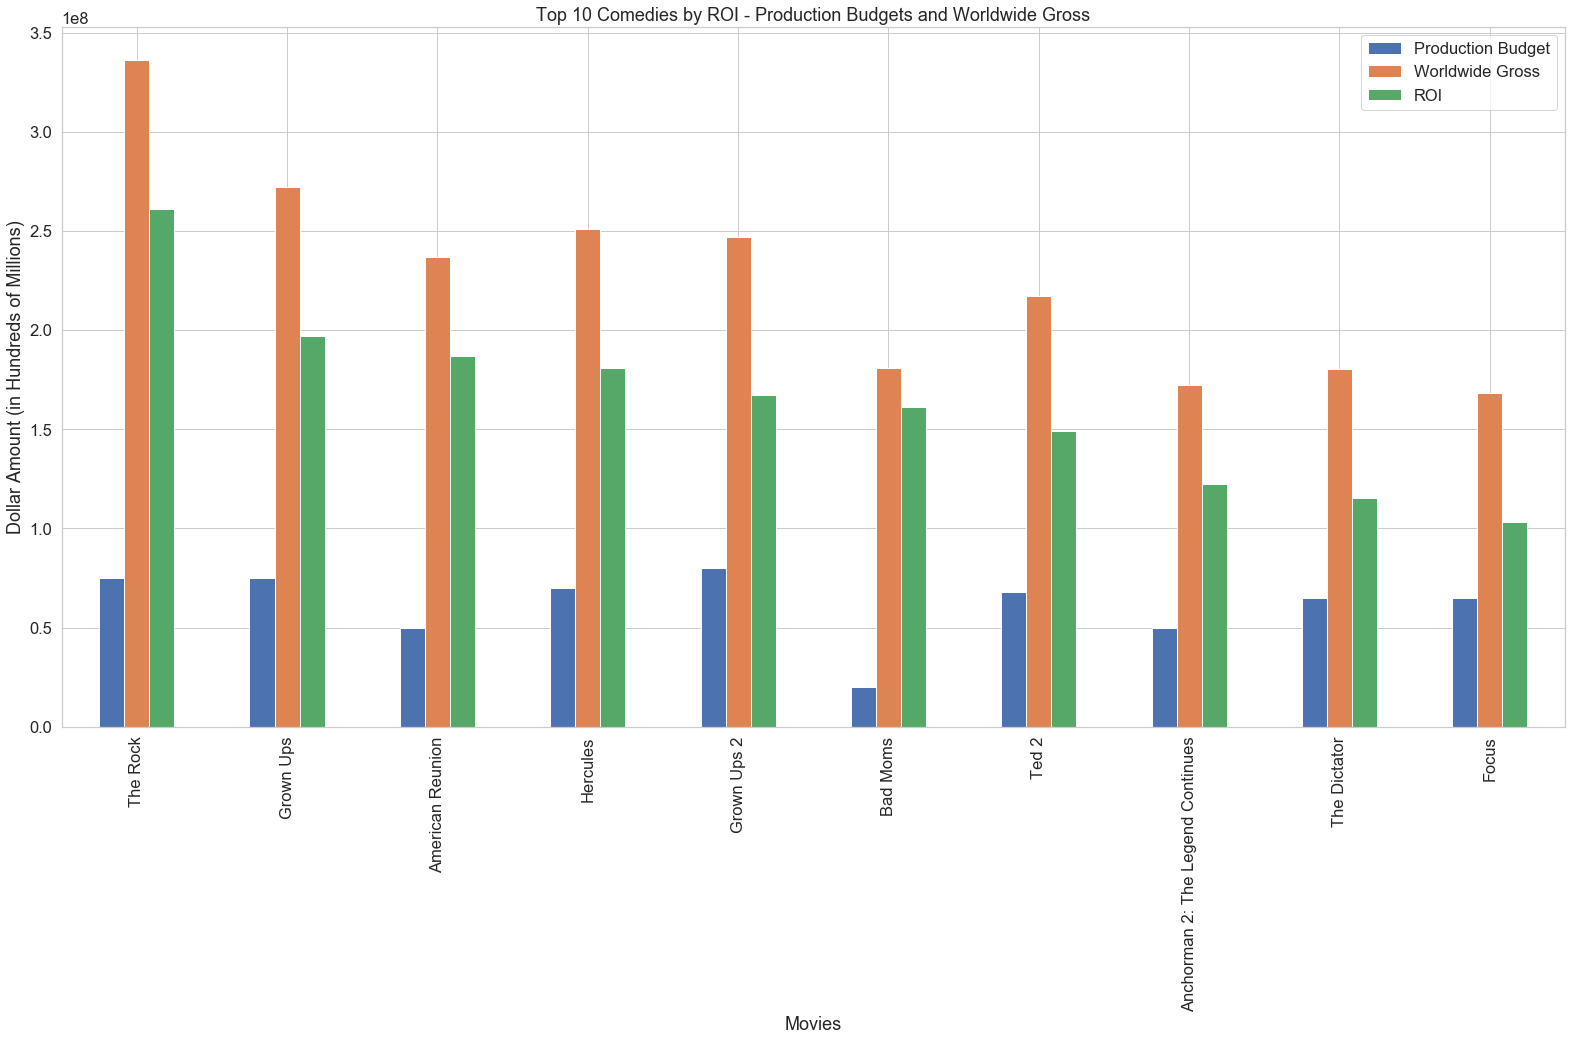 Top 10 Comedies by ROI - Production Budgets and Worldwide Gross
1e8
Production Budget
Worldwide Gross
ROI
3.5
3.0
2.5
2.0
1.5
1.0
0.5
0.0
Dollar Amount (in Hundreds of Millions)
The Rock
Grown Ups
American Reunion
Hercules
Grown Ups 2
Bad Moms
Ted 2
Anchorman 2: The Legend Continues
The Dictator
Focus
Movies